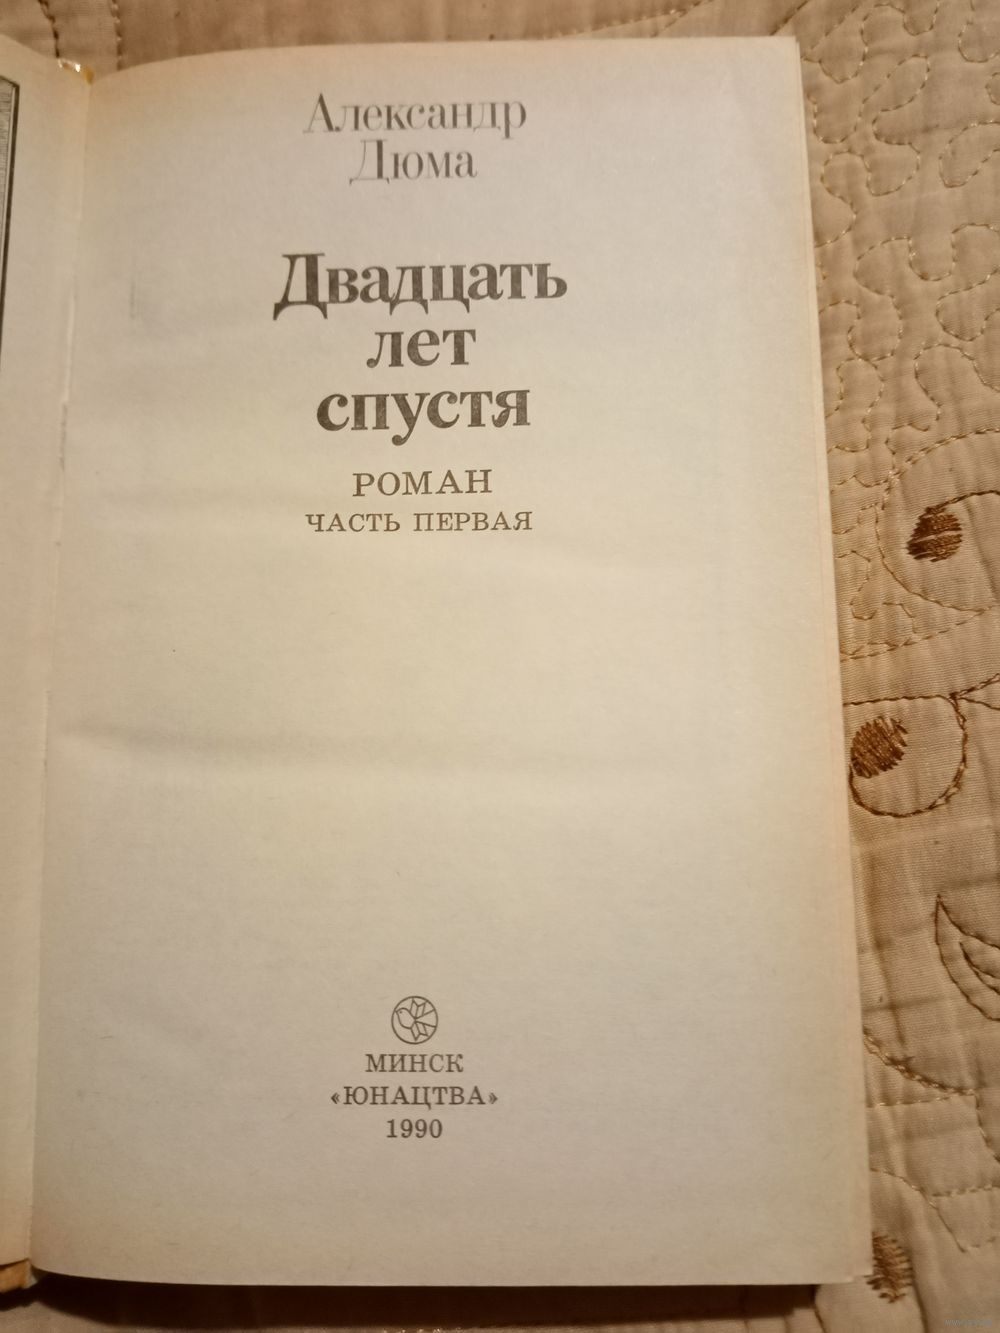 Александр
Дюма
Двадцать
лет
спустя
РОМАН
ЧАСТЬ ПЕРВАЯ
МИНСК
«ЮНАЦТВА»
1990